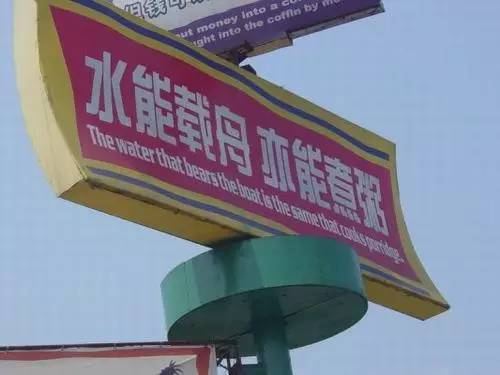 put money into a co
ught into the coffin by m
水能载舟 亦能煮粥
The water that bears the boat is the same that cooks porridge.